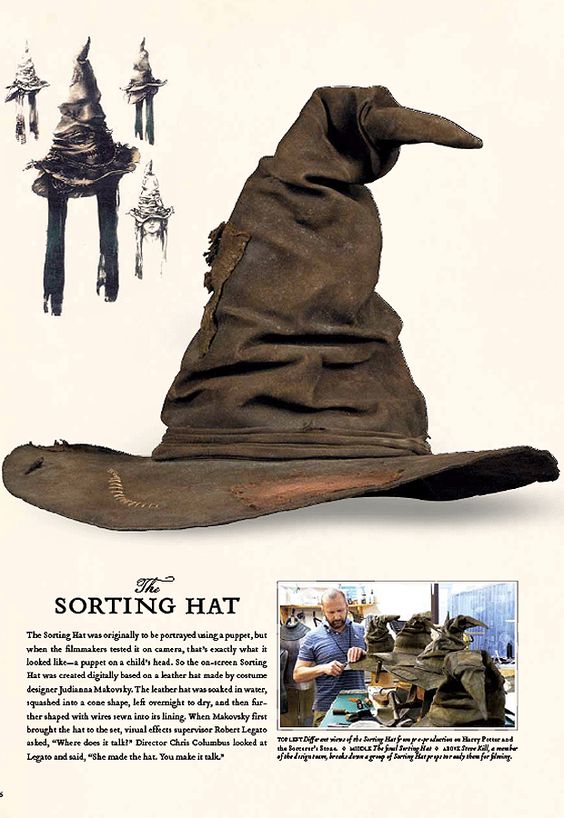 The
SORTING HAT
The Sorting Hat was originally to be portrayed using a puppet, but
when the filmmakers tested it on camera, that's exactly what it
looked like—a puppet on a child's head. So the on-screen Sorting
Hat was created digitally based on a leather hat made by costume
designer Judianna Makovsky. The leather hat was soaked in water,
squashed into a cone shape, left overnight to dry, and then fur-
ther shaped with wires sewn into its lining. When Makovsky first
brought the hat to the set, visual effects supervisor Robert Legato
asked, "Where does it talk?" Director Chris Columbus looked at
Legato and said, "She made the hat. You make it talk."
TOP LEFT Different views of the Sorting Hat from pre-production on Harry Potter and
the Sorcerer's Stone. ◇ MIDDLE The final Sorting Hat ◇ ABOVE Steve Kill, a member
of the design team, breaks down a group of Sorting Hat props to ready them for filming.
6